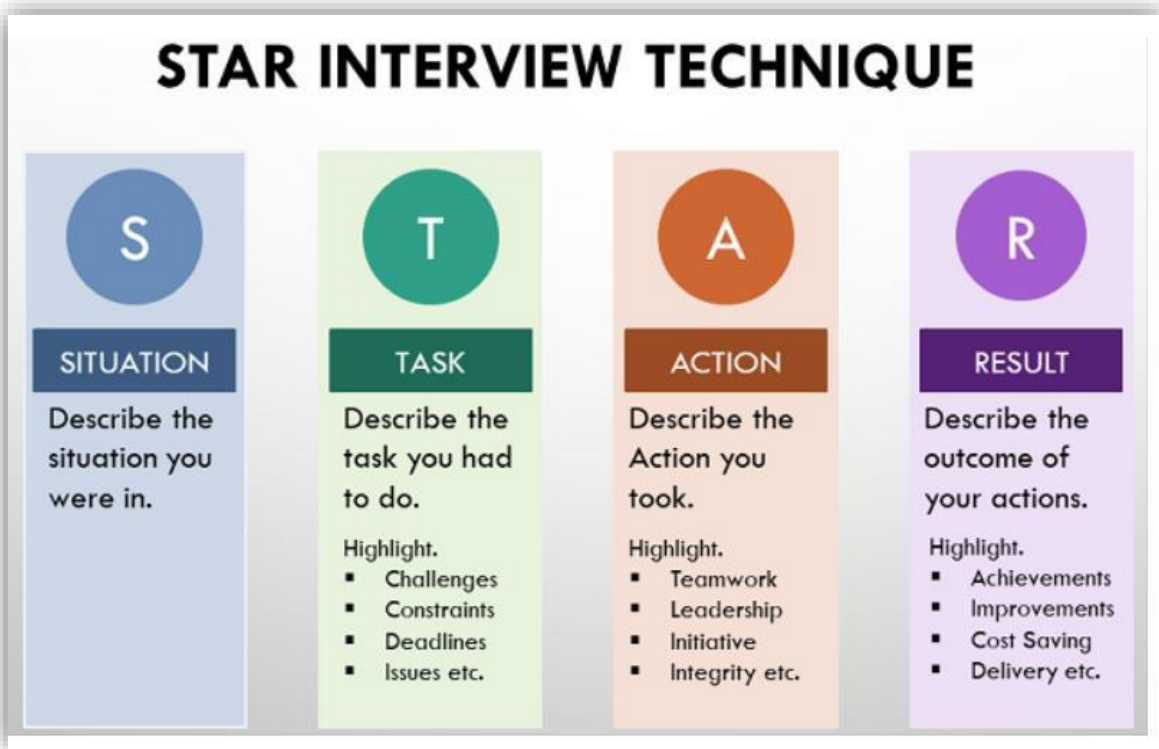 STAR INTERVIEW TECHNIQUE
S
SITUATION
Describe the
situation you
were in.
T
TASK
Describe the
task you had
to do.
Highlight.
▪ Challenges
▪ Constraints
▪ Deadlines
▪ Issues etc.
A
ACTION
Describe the
Action you
took.
Highlight.
▪ Teamwork
▪ Leadership
▪ Initiative
▪ Integrity etc.
R
RESULT
Describe the
outcome of
your actions.
Highlight.
▪ Achievements
▪ Improvements
▪ Cost Saving
▪ Delivery etc.